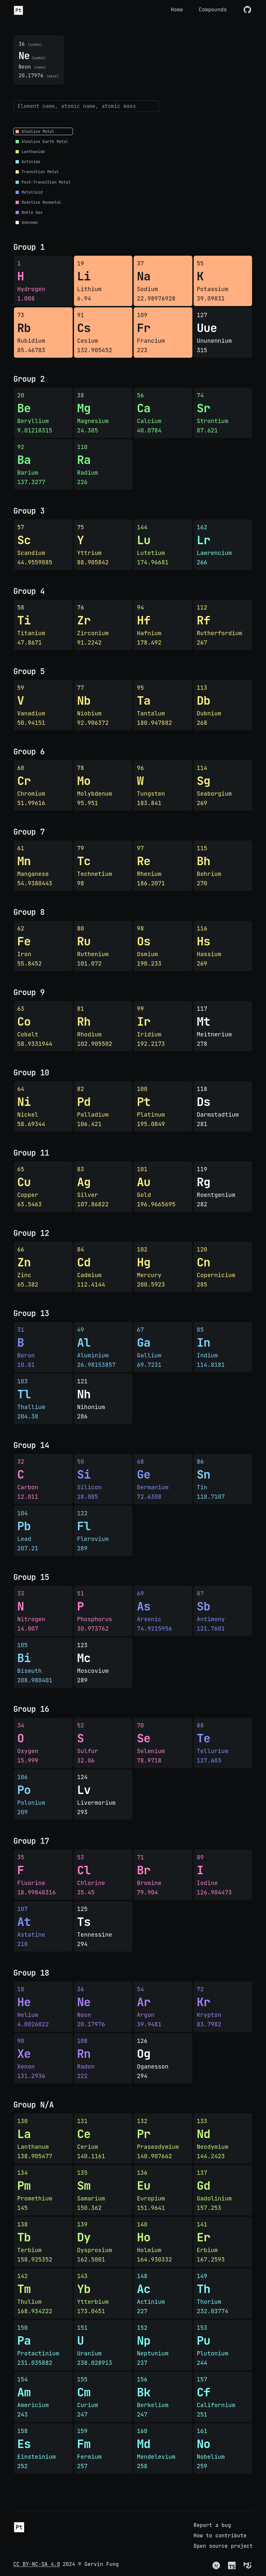 Pt
Home
Compounds
36 (index)
Ne (symbol)
Neon (name)
20.17976 (mass)
Element name, atomic name, atomic mass
Alkaline Metal
Alkaline Earth Metal
Lanthanide
Actinide
Transition Metal
Post-Transition Metal
Metalloid
Reactive Nonmetal
Noble Gas
Unknown
Group 1
1
H
Hydrogen
1.008
19
Li
Lithium
6.94
37
Na
Sodium
22.98976928
55
K
Potassium
39.09831
73
Rb
Rubidium
85.46783
91
Cs
Cesium
132.905452
109
Fr
Francium
223
127
Uue
Ununennium
315
Group 2
20
Be
Beryllium
9.01218315
38
Mg
Magnesium
24.305
56
Ca
Calcium
40.0784
74
Sr
Strontium
87.621
92
Ba
Barium
137.3277
110
Ra
Radium
226
Group 3
57
Sc
Scandium
44.9559085
75
Y
Yttrium
88.905842
144
Lu
Lutetium
174.96681
162
Lr
Lawrencium
266
Group 4
58
Ti
Titanium
47.8671
76
Zr
Zirconium
91.2242
94
Hf
Hafnium
178.492
112
Rf
Rutherfordium
267
Group 5
59
V
Vanadium
50.94151
77
Nb
Niobium
92.906372
95
Ta
Tantalum
180.947882
113
Db
Dubnium
268
Group 6
60
Cr
Chromium
51.99616
78
Mo
Molybdenum
95.951
96
W
Tungsten
183.841
114
Sg
Seaborgium
269
Group 7
61
Mn
Manganese
54.9380443
79
Tc
Technetium
98
97
Re
Rhenium
186.2071
115
Bh
Bohrium
270
Group 8
62
Fe
Iron
55.8452
80
Ru
Ruthenium
101.072
98
Os
Osmium
190.233
116
Hs
Hassium
269
Group 9
63
Co
Cobalt
58.9331944
81
Rh
Rhodium
102.905502
99
Ir
Iridium
192.2173
117
Mt
Meitnerium
278
Group 10
64
Ni
Nickel
58.69344
82
Pd
Palladium
106.421
100
Pt
Platinum
195.0849
118
Ds
Darmstadtium
281
Group 11
65
Cu
Copper
63.5463
83
Ag
Silver
107.86822
101
Au
Gold
196.9665695
119
Rg
Roentgenium
282
Group 12
66
Zn
Zinc
65.382
84
Cd
Cadmium
112.4144
102
Hg
Mercury
200.5923
120
Cn
Copernicium
285
Group 13
31
B
Boron
10.81
49
Al
Aluminium
26.98153857
67
Ga
Gallium
69.7231
85
In
Indium
114.8181
103
Tl
Thallium
204.38
121
Nh
Nihonium
286
Group 14
32
C
Carbon
12.011
50
Si
Silicon
28.085
68
Ge
Germanium
72.6308
86
Sn
Tin
118.7107
104
Pb
Lead
207.21
122
Fl
Flerovium
289
Group 15
33
N
Nitrogen
14.007
51
P
Phosphorus
30.973762
69
As
Arsenic
74.9215956
87
Sb
Antimony
121.7601
105
Bi
Bismuth
208.980401
123
Mc
Moscovium
289
Group 16
34
O
Oxygen
15.999
52
S
Sulfur
32.06
70
Se
Selenium
78.9718
88
Te
Tellurium
127.603
106
Po
Polonium
209
124
Lv
Livermorium
293
Group 17
35
F
Fluorine
18.99840316
53
Cl
Chlorine
35.45
71
Br
Bromine
79.904
89
I
Iodine
126.904473
107
At
Astatine
210
125
Ts
Tennessine
294
Group 18
18
He
Helium
4.0026022
36
Ne
Neon
20.17976
54
Ar
Argon
39.9481
72
Kr
Krypton
83.7982
90
Xe
Xenon
131.2936
108
Rn
Radon
222
126
Og
Oganesson
294
Group N/A
130
La
Lanthanum
138.905477
131
Ce
Cerium
140.1161
132
Pr
Praseodymium
140.907662
133
Nd
Neodymium
144.2423
134
Pm
Promethium
145
135
Sm
Samarium
150.362
136
Eu
Europium
151.9641
137
Gd
Gadolinium
157.253
138
Tb
Terbium
158.925352
139
Dy
Dysprosium
162.5001
140
Ho
Holmium
164.930332
141
Er
Erbium
167.2593
142
Tm
Thulium
168.934222
143
Yb
Ytterbium
173.0451
148
Ac
Actinium
227
149
Th
Thorium
232.03774
150
Pa
Protactinium
231.035882
151
U
Uranium
238.028913
152
Np
Neptunium
237
153
Pu
Plutonium
244
154
Am
Americium
243
155
Cm
Curium
247
156
Bk
Berkelium
247
157
Cf
Californium
251
158
Es
Einsteinium
252
159
Fm
Fermium
257
160
Md
Mendelevium
258
161
No
Nobelium
259
Pt
Report a bug
How to contribute
Open source project
CC BY-NC-SA 4.0 2024 © Gervin Fung
N
TS